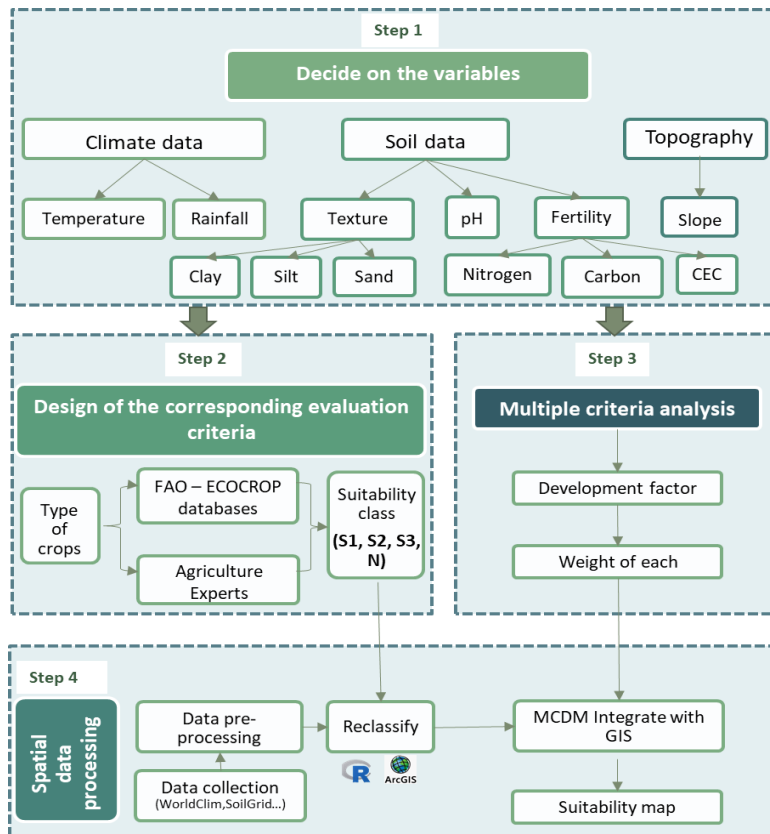 Step 1
Decide on the variables
Climate data
Soil data
Topography
Temperature
Rainfall
Texture
pH
Fertility
Slope
Clay
Silt
Sand
Nitrogen
Carbon
CEC
Step 2
Design of the corresponding evaluation
criteria
Type
of
crops
FAO – ECOCROP
databases
Agriculture
Experts
Suitability
class
(S1, S2, S3,
N)
Step 3
Multiple criteria analysis
Development factor
Weight of each
Step 4
Spatial
data
processing
Data pre-
processing
Data collection
(WorldClim,SoilGrid...)
Reclassify
R
ArcGIS
MCDM Integrate with
GIS
Suitability map